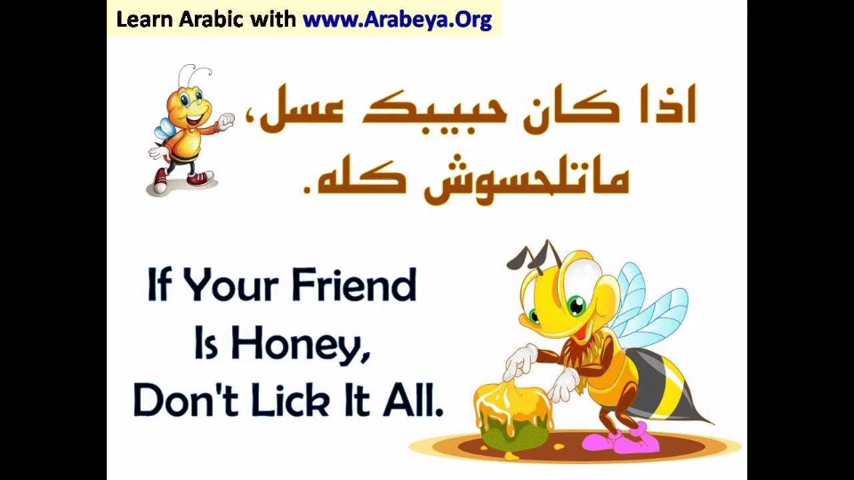 Learn Arabic with www.Arabeya.Org
اذا كان حبيبك عسل،
ماتلحسوش كله.
If Your Friend
Is Honey,
Don't Lick It All.